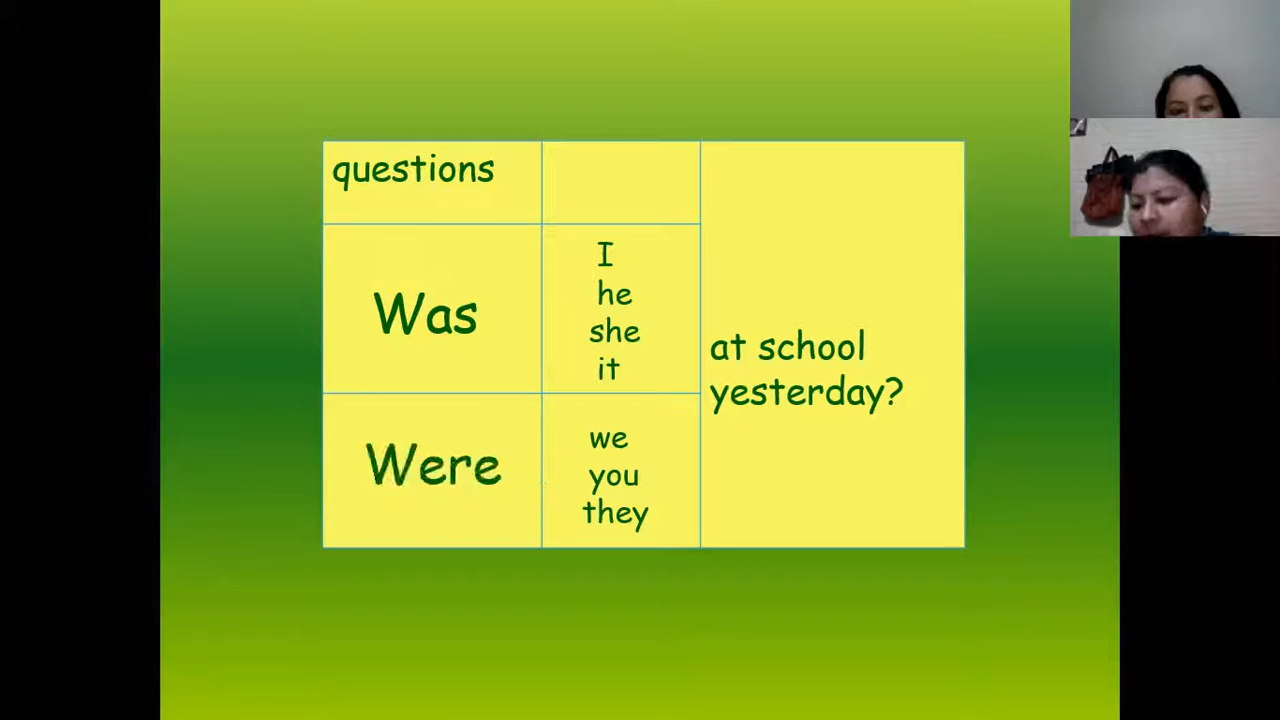 questions
Was
I
he
she
it
at school
yesterday?
Were
we
you
they